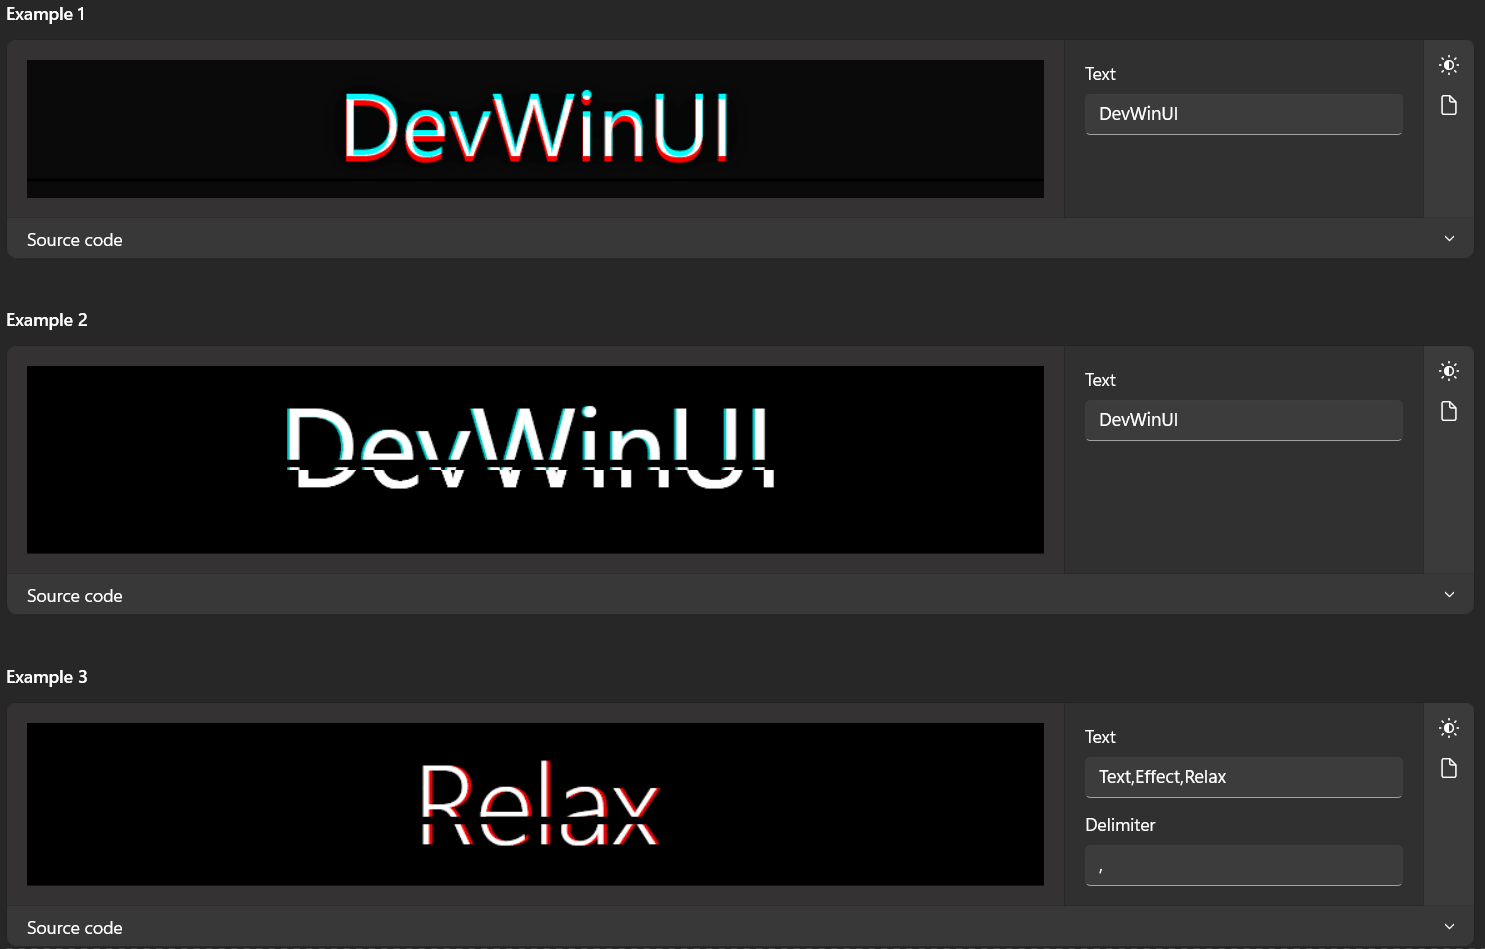 Example 1
DevWinUI
Text
DevWinUI
Source code
Example 2
DevWinUI
Text
DevWinUI
Source code
Example 3
Relax
Text
Text,Effect,Relax
Delimiter
,
Source code